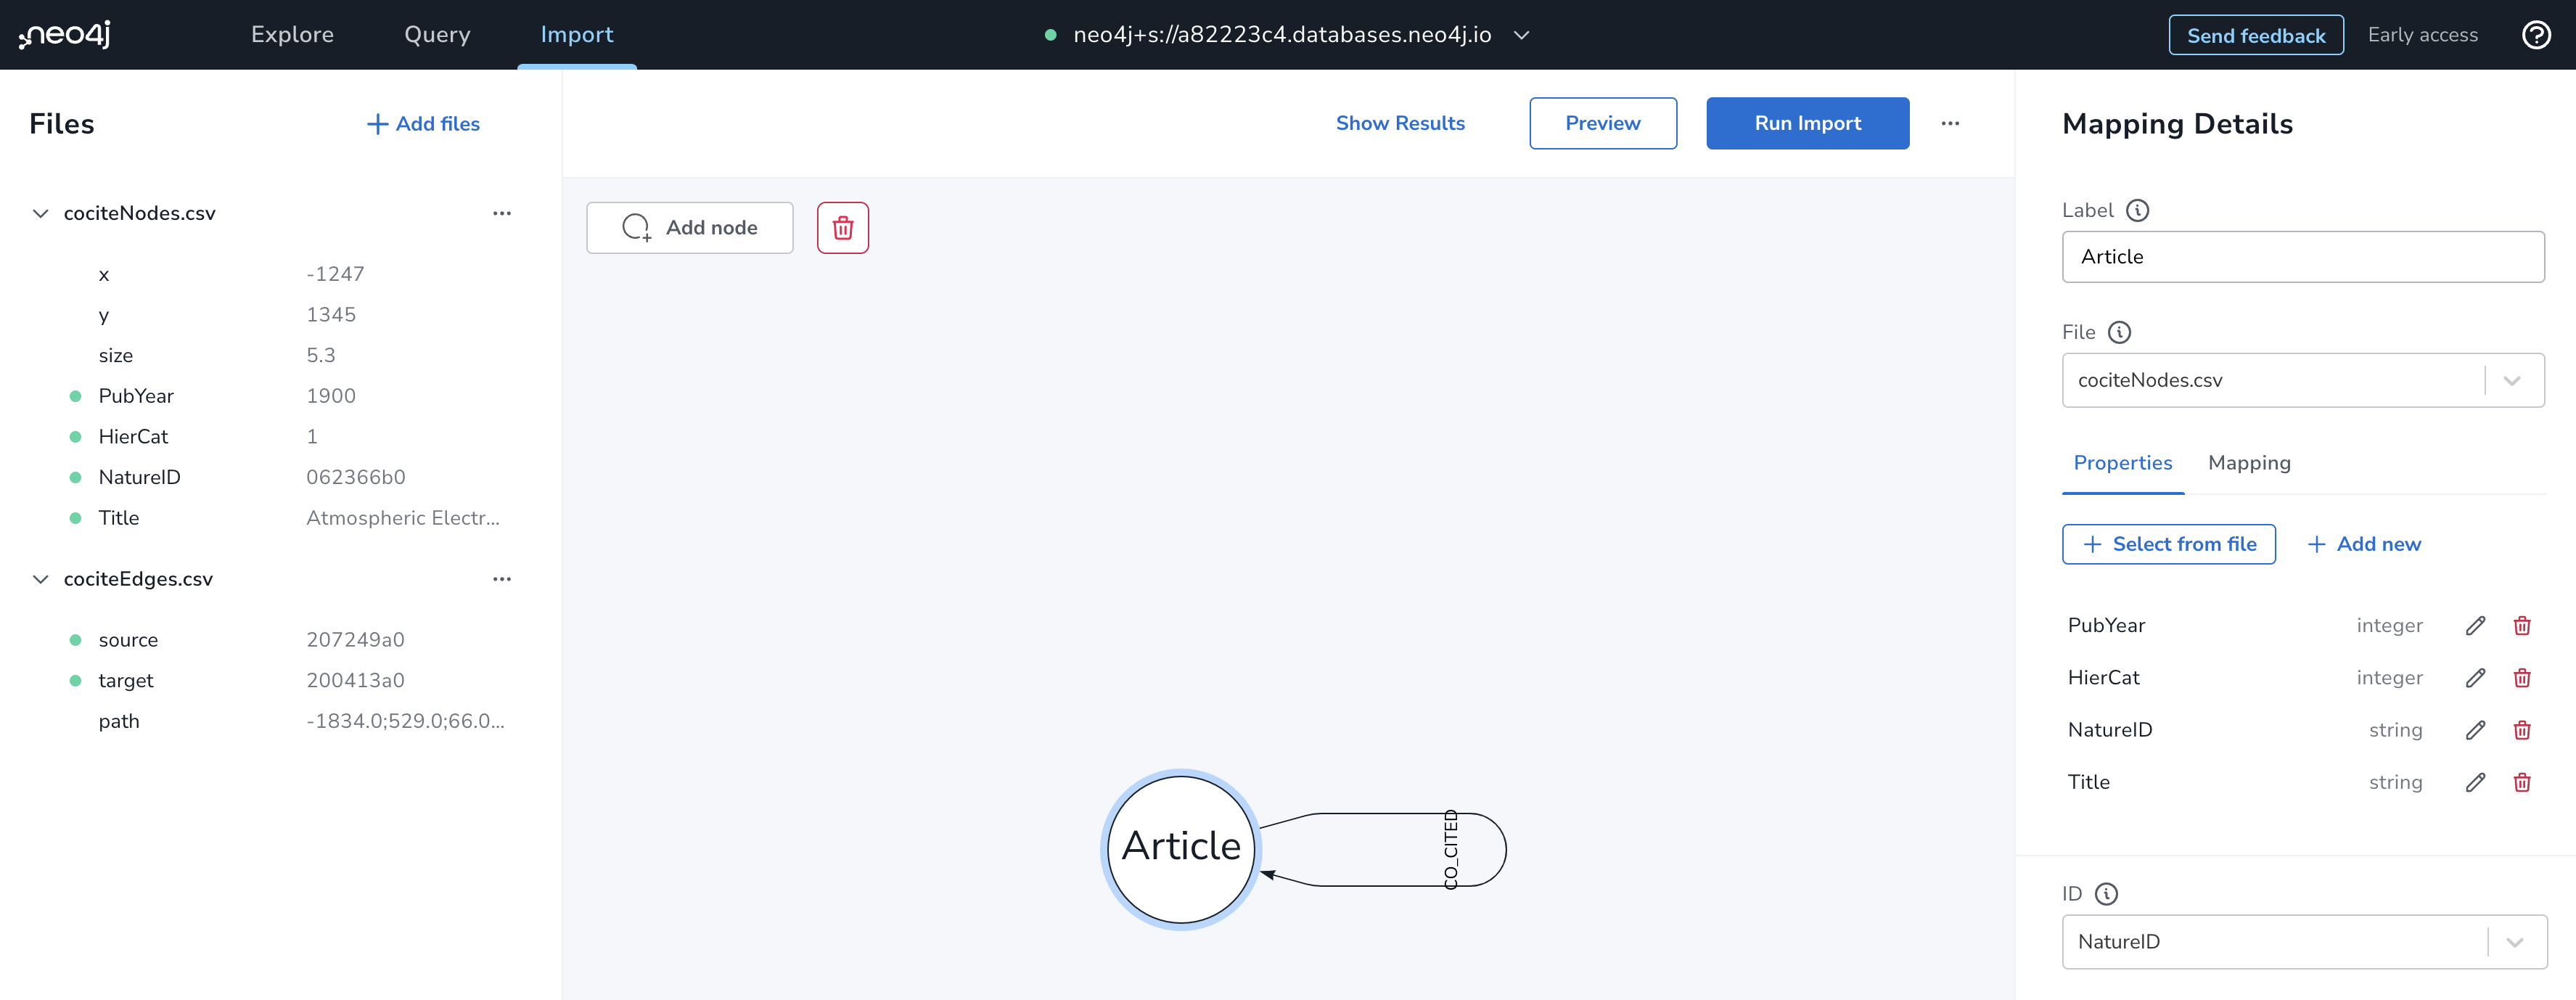 neo4j
Explore
Query
Import
neo4j+s://a82223c4.databases.neo4j.io
Send feedback
Early access
Files
Add files
cociteNodes.csv
x -1247
y 1345
size 5.3
PubYear 1900
HierCat 1
NatureID 062366b0
Title Atmospheric Electr...
cociteEdges.csv
source 207249a0
target 200413a0
path -1834.0;529.0;66.0...
Show Results
Preview
Run Import
Add node
Article
CO_CITED
Mapping Details
Label
Article
File
cociteNodes.csv
Properties
Mapping
Select from file
Add new
PubYear integer
HierCat integer
NatureID string
Title string
ID
NatureID